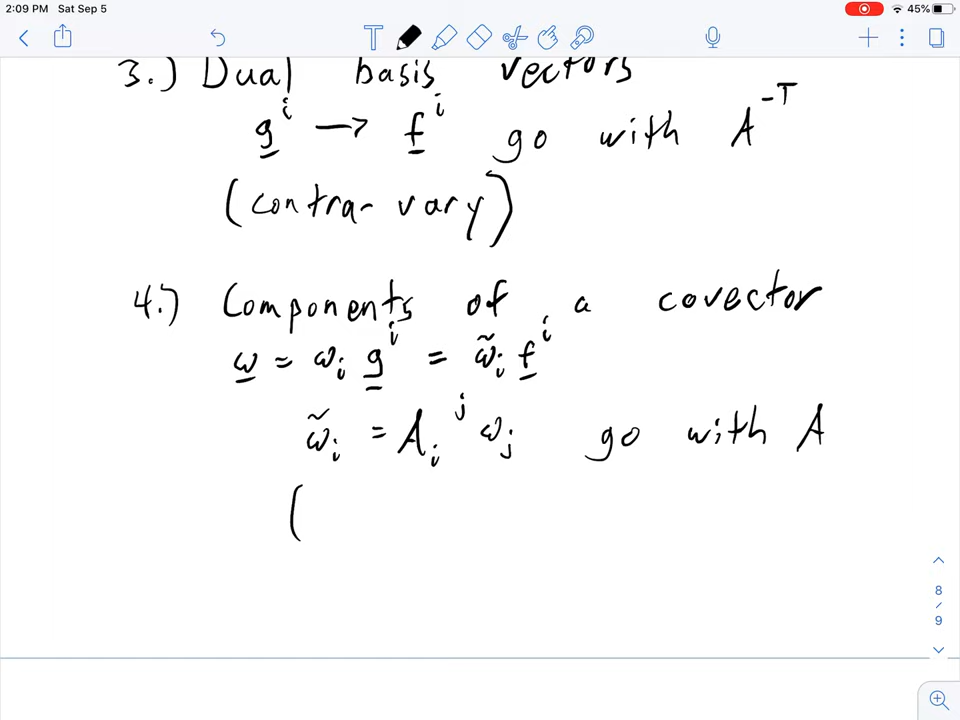 2:09 PM Sat Sep 5
45%
T
3.) Dual basis vectors
g^i → f^i go with A^{-T}
(contra-vary)
4.) Components of a covector
ω = ω_i g^i = ω̃_i f^i
ω̃_i = A_i^j ω_j go with A
(
8
/
9